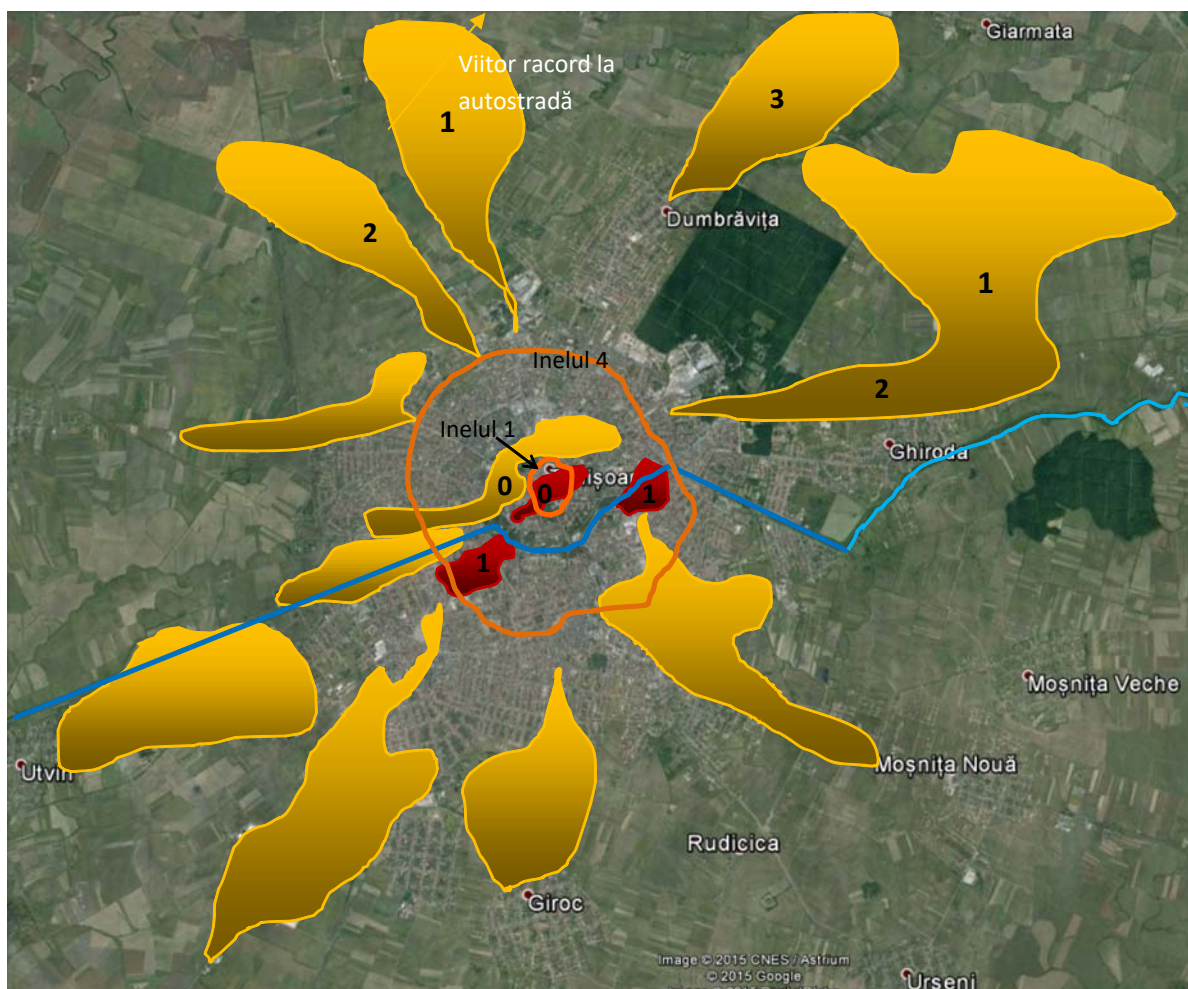 Giarmata
Viitor racord la
autostradă
3
1
Dumbrăvița
2
1
Inelul 4
2
Inelul 1
Ghiroda
0
0
1
1
Moșnița Veche
Utvin
Moșnița Nouă
Rudicica
Giroc
Image © 2015 CNES / Astrium
© 2015 Google
Urseni